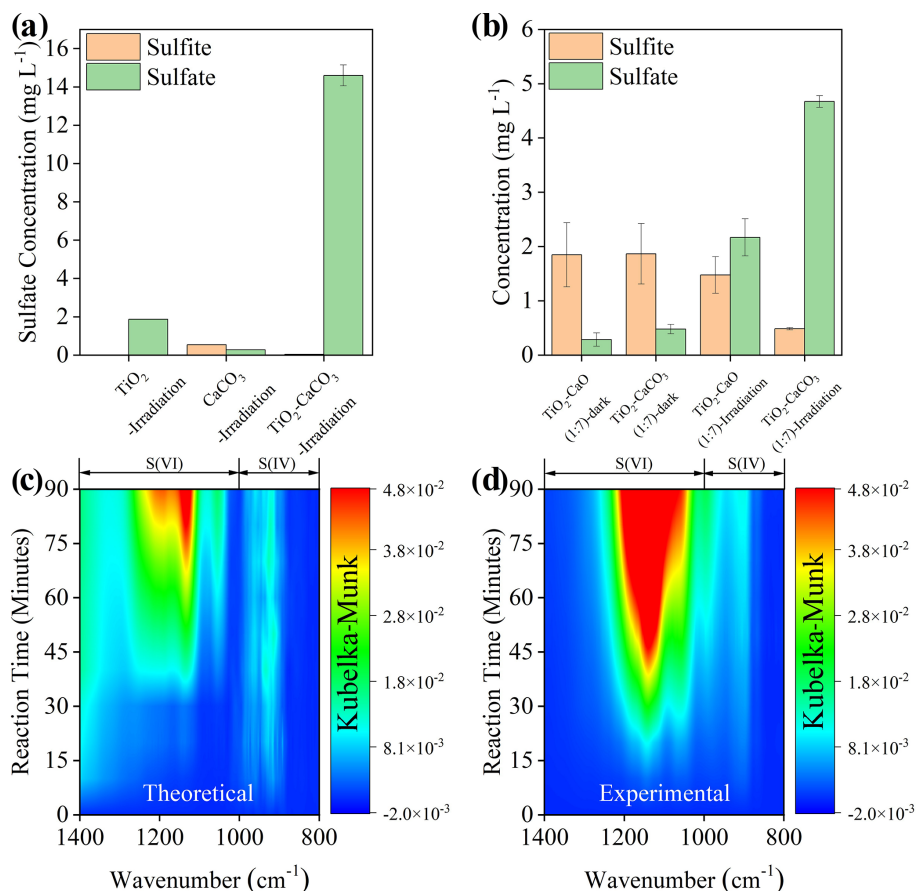 (a)
Sulfite
Sulfate
Sulfate Concentration (mg L⁻¹)
16
14
12
10
8
6
4
2
0
TiO₂
-Irradiation
CaCO₃
-Irradiation
TiO₂-CaCO₃
-Irradiation
(b)
Sulfite
Sulfate
Concentration (mg L⁻¹)
6
5
4
3
2
1
0
TiO₂-CaO
(1:7)-dark
TiO₂-CaCO₃
(1:7)-dark
TiO₂-CaO
(1:7)-Irradiation
TiO₂-CaCO₃
(1:7)-Irradiation
(c)
S(VI)
S(IV)
Reaction Time (Minutes)
90
75
60
45
30
15
0
Theoretical
1400
1200
1000
800
Wavenumber (cm⁻¹)
Kubelka-Munk
4.8×10⁻²
3.8×10⁻²
2.8×10⁻²
1.8×10⁻²
8.1×10⁻³
-2.0×10⁻³
(d)
S(VI)
S(IV)
Reaction Time (Minutes)
90
75
60
45
30
15
0
Experimental
1400
1200
1000
800
Wavenumber (cm⁻¹)
Kubelka-Munk
4.8×10⁻²
3.8×10⁻²
2.8×10⁻²
1.8×10⁻²
8.1×10⁻³
-2.0×10⁻³